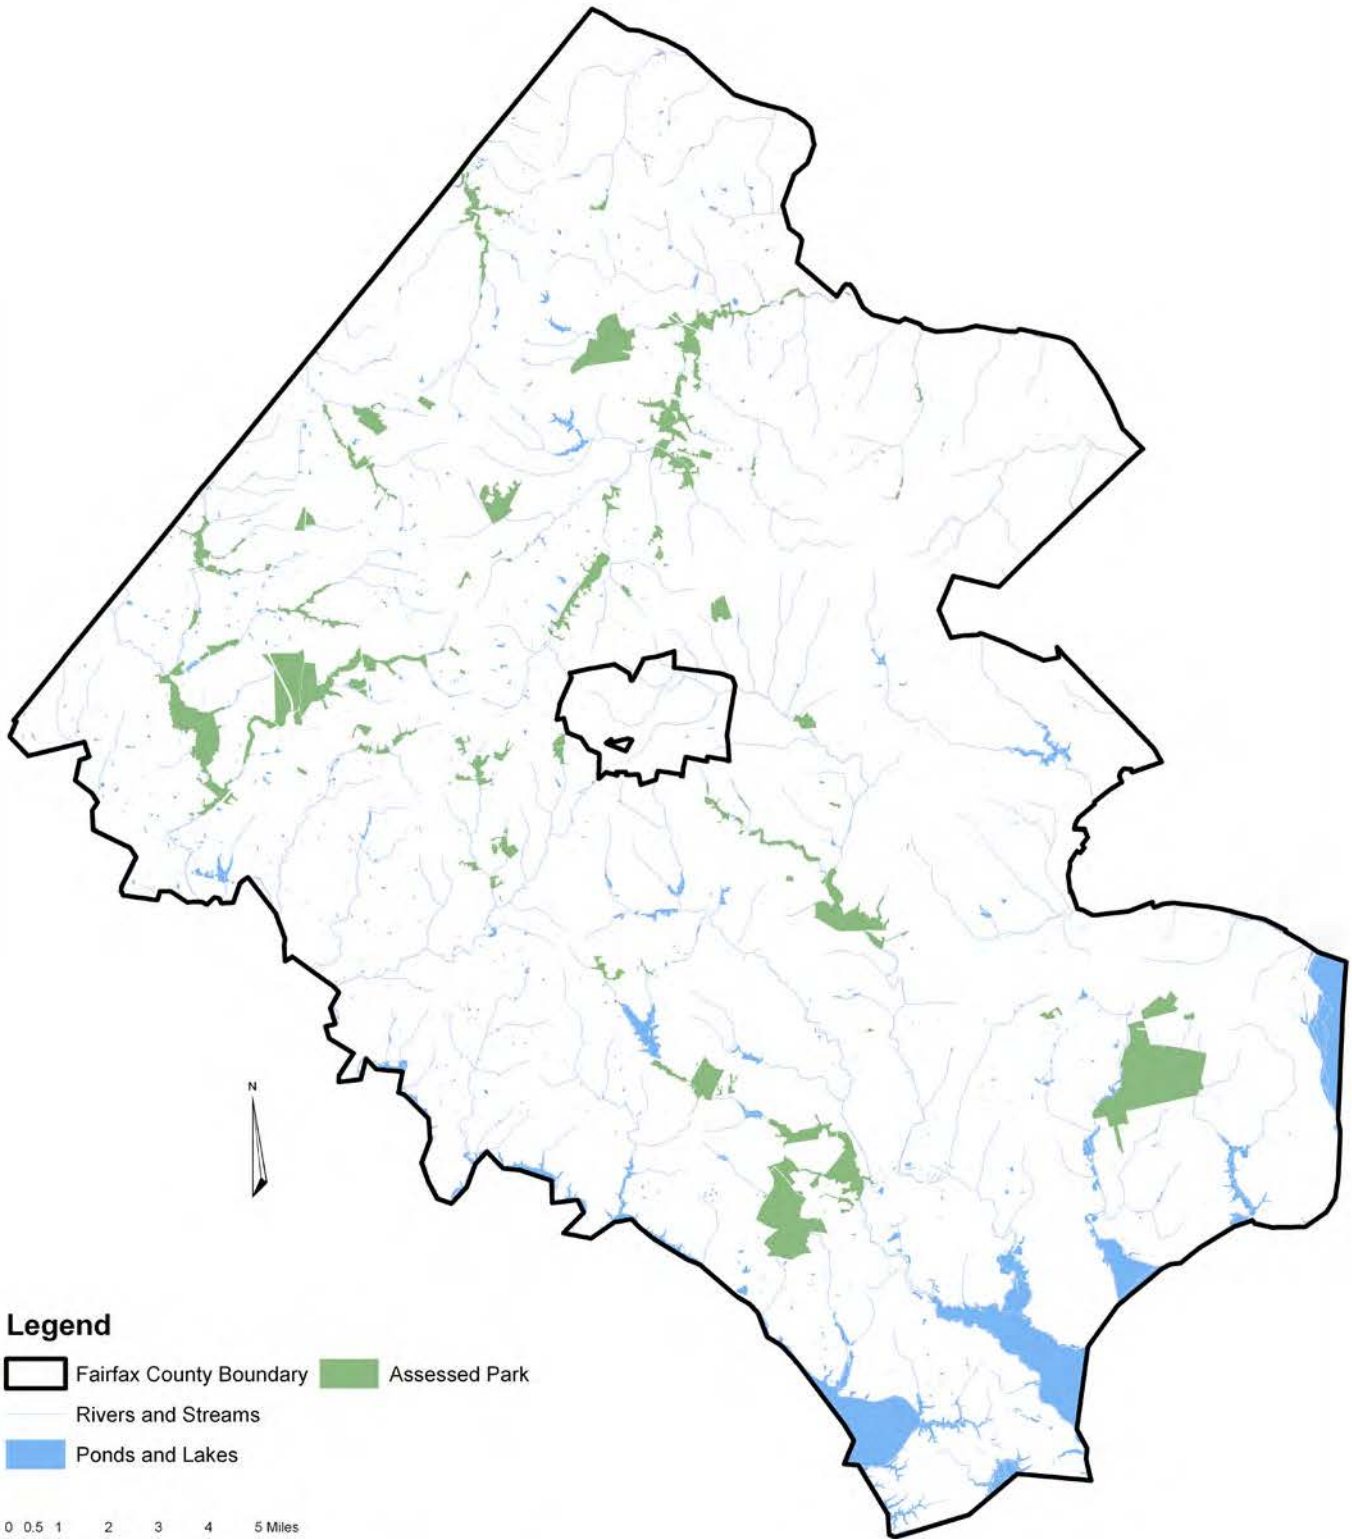 N
Legend
Fairfax County Boundary Assessed Park
Rivers and Streams
Ponds and Lakes
0 0.5 1 2 3 4 5 Miles